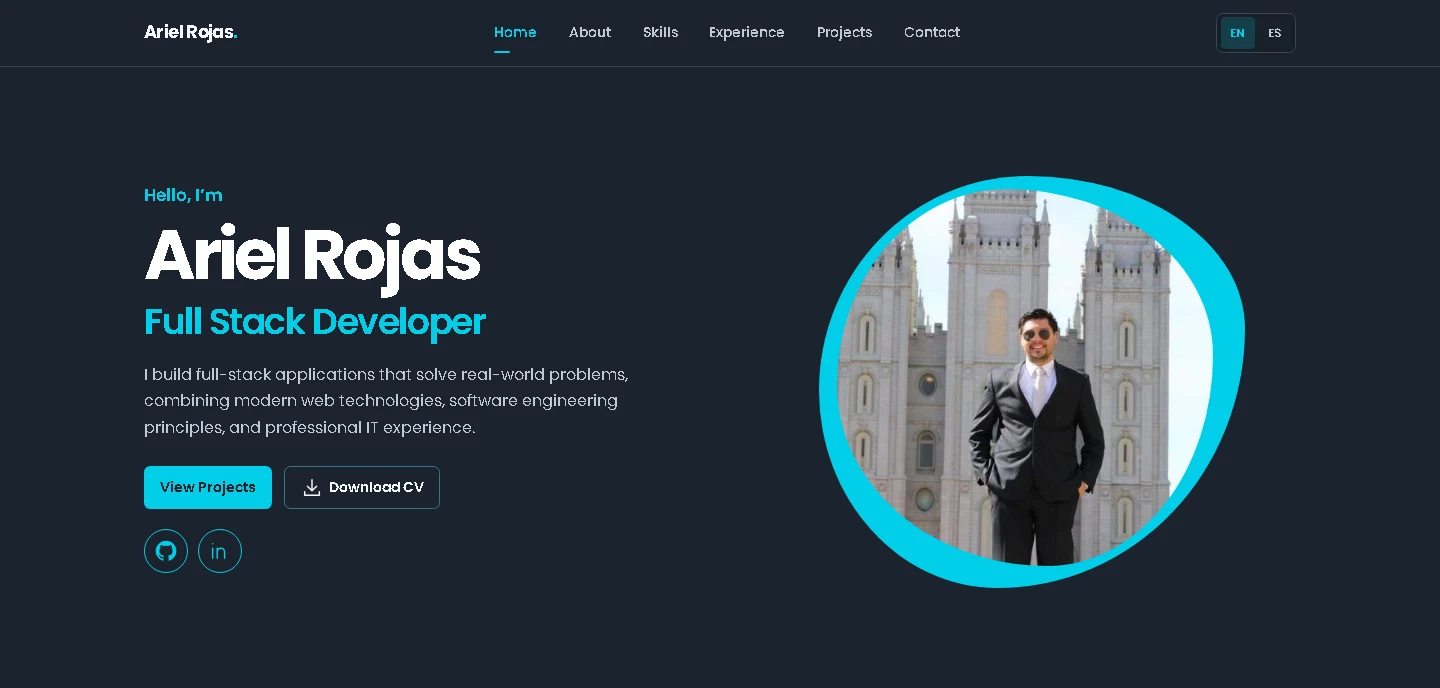 Ariel Rojas.
Home About Skills Experience Projects Contact
EN ES
Hello, I’m
Ariel Rojas
Full Stack Developer
I build full-stack applications that solve real-world problems,
combining modern web technologies, software engineering
principles, and professional IT experience.
View Projects Download CV
in